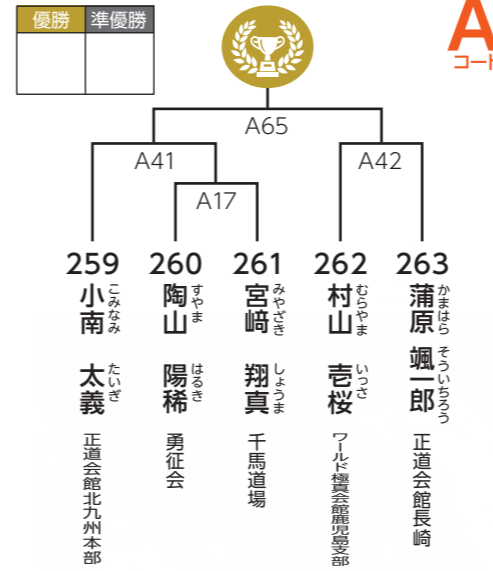 優勝 準優勝
A
コート
A65
A41 A42
A17
259 260 261 262 263
小南 太義
こみなみ たいぎ
正道会館北九州本部
陶山 陽稀
すやま はるき
勇征会
宮﨑 翔真
みやざき しょうま
千馬道場
村山 壱桜
むらやま いっさ
ワールド極真会館鹿児島支部
蒲原 颯一郎
かまはら そういちろう
正道会館長崎